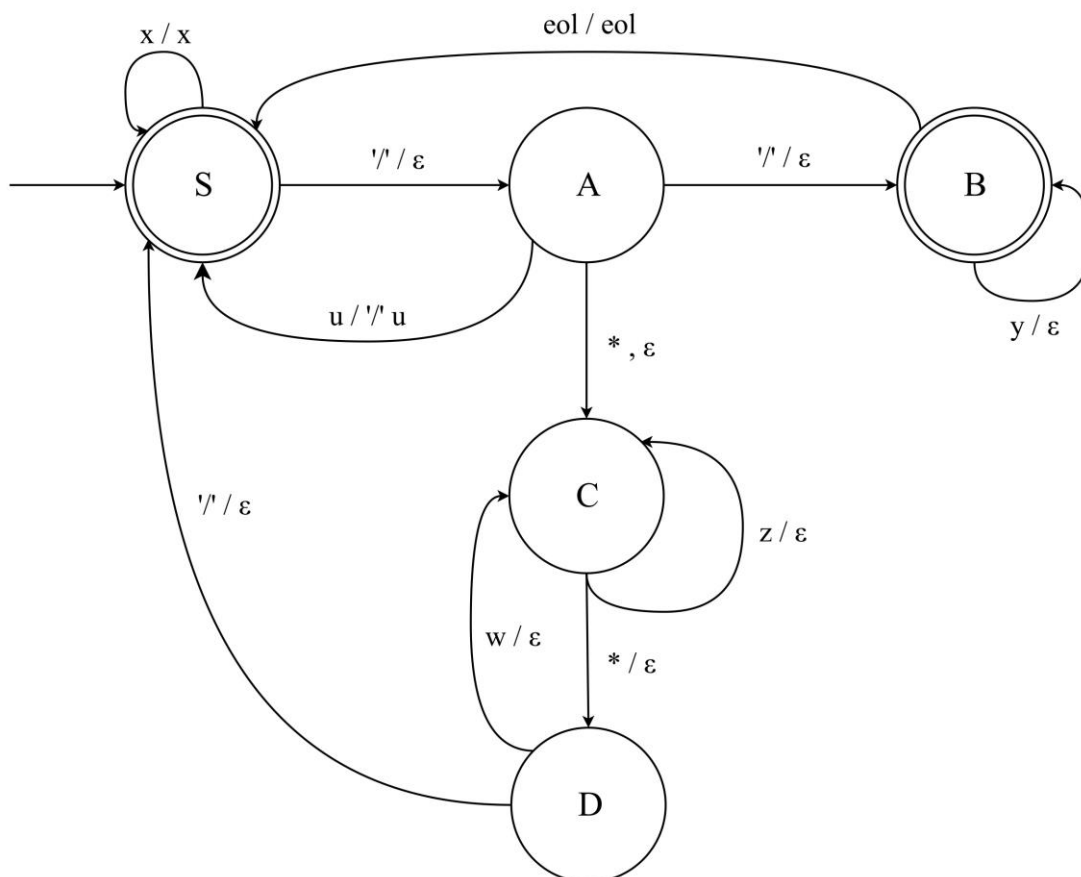 eol / eol
x / x
'/' / ε
'/' / ε
S
A
B
u / '/' u
y / ε
* , ε
C
z / ε
'/' / ε
w / ε
* / ε
D